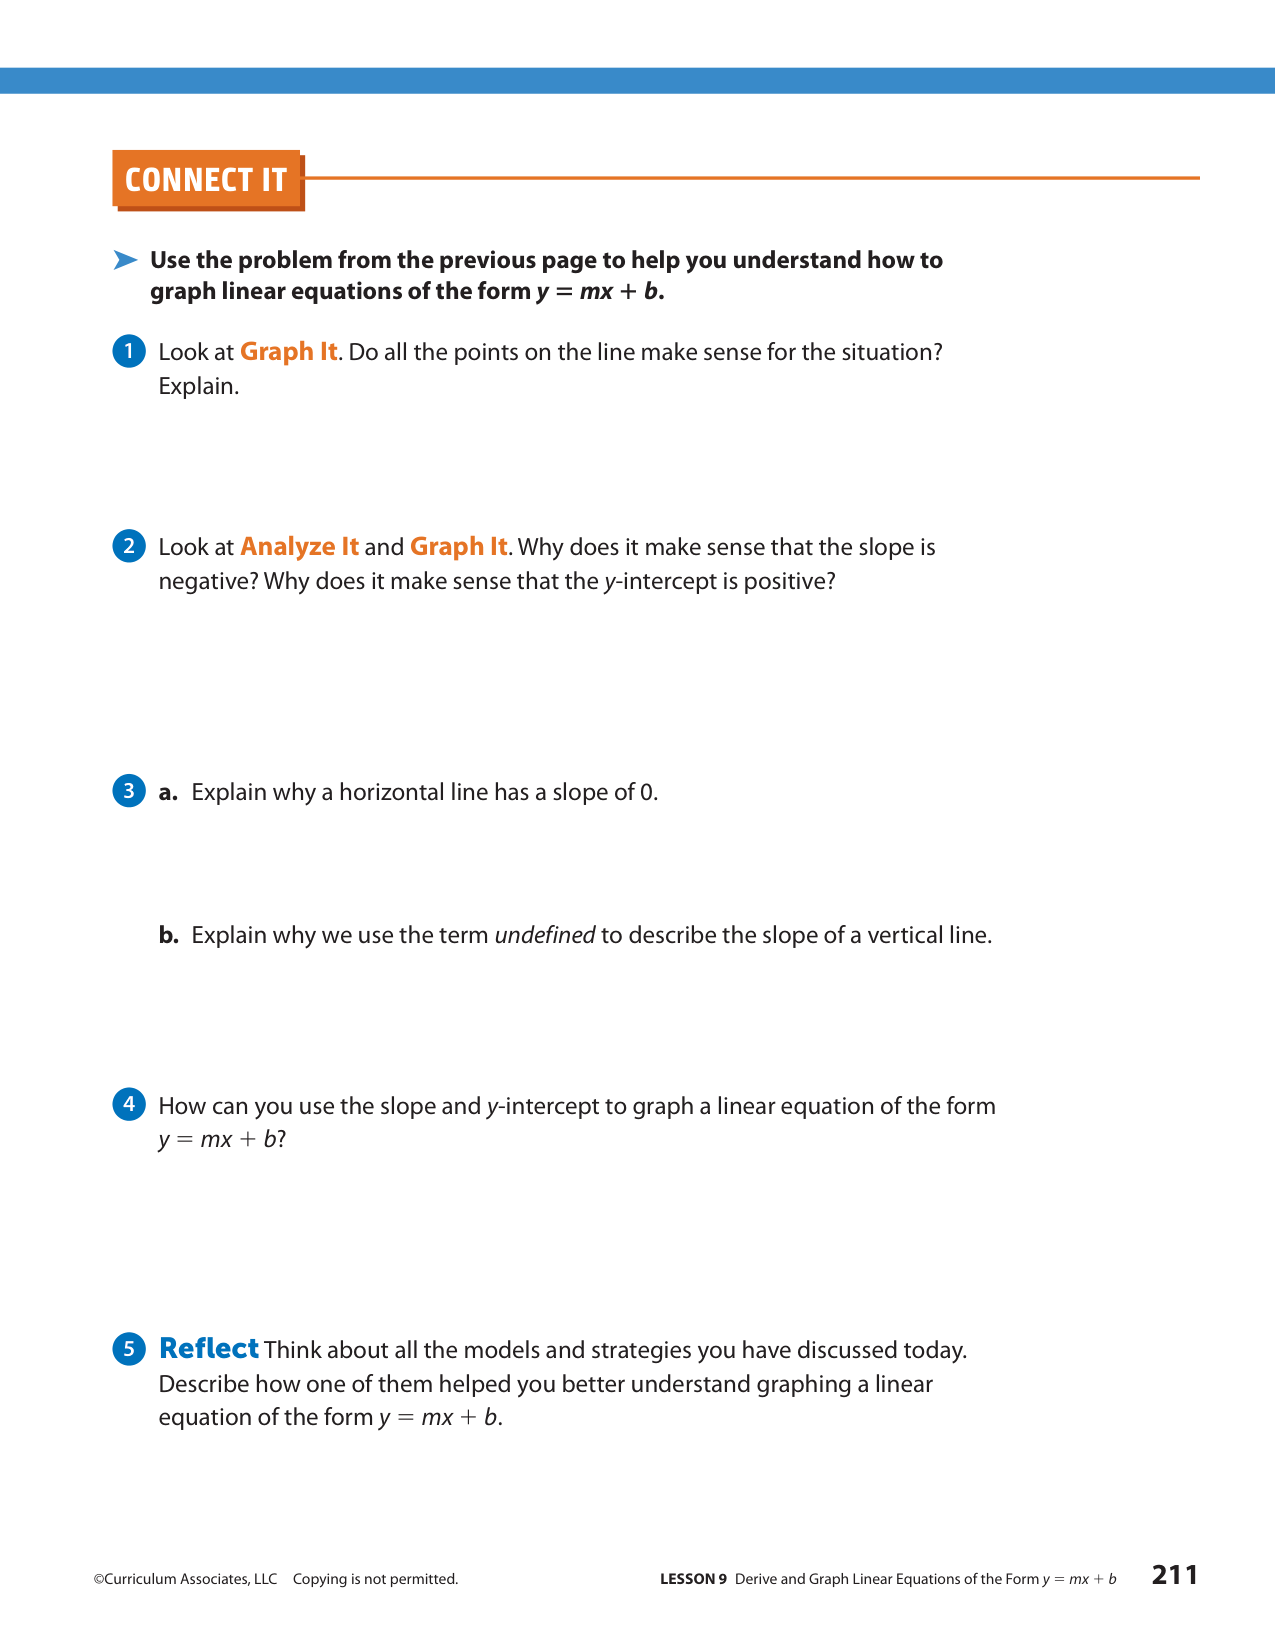 CONNECT IT
➤ Use the problem from the previous page to help you understand how to
graph linear equations of the form y = mx + b.
1 Look at Graph It. Do all the points on the line make sense for the situation?
Explain.
2 Look at Analyze It and Graph It. Why does it make sense that the slope is
negative? Why does it make sense that the y-intercept is positive?
3 a. Explain why a horizontal line has a slope of 0.
b. Explain why we use the term undefined to describe the slope of a vertical line.
4 How can you use the slope and y-intercept to graph a linear equation of the form
y = mx + b?
5 Reflect Think about all the models and strategies you have discussed today.
Describe how one of them helped you better understand graphing a linear
equation of the form y = mx + b.
©Curriculum Associates, LLC Copying is not permitted. LESSON 9 Derive and Graph Linear Equations of the Form y = mx + b 211